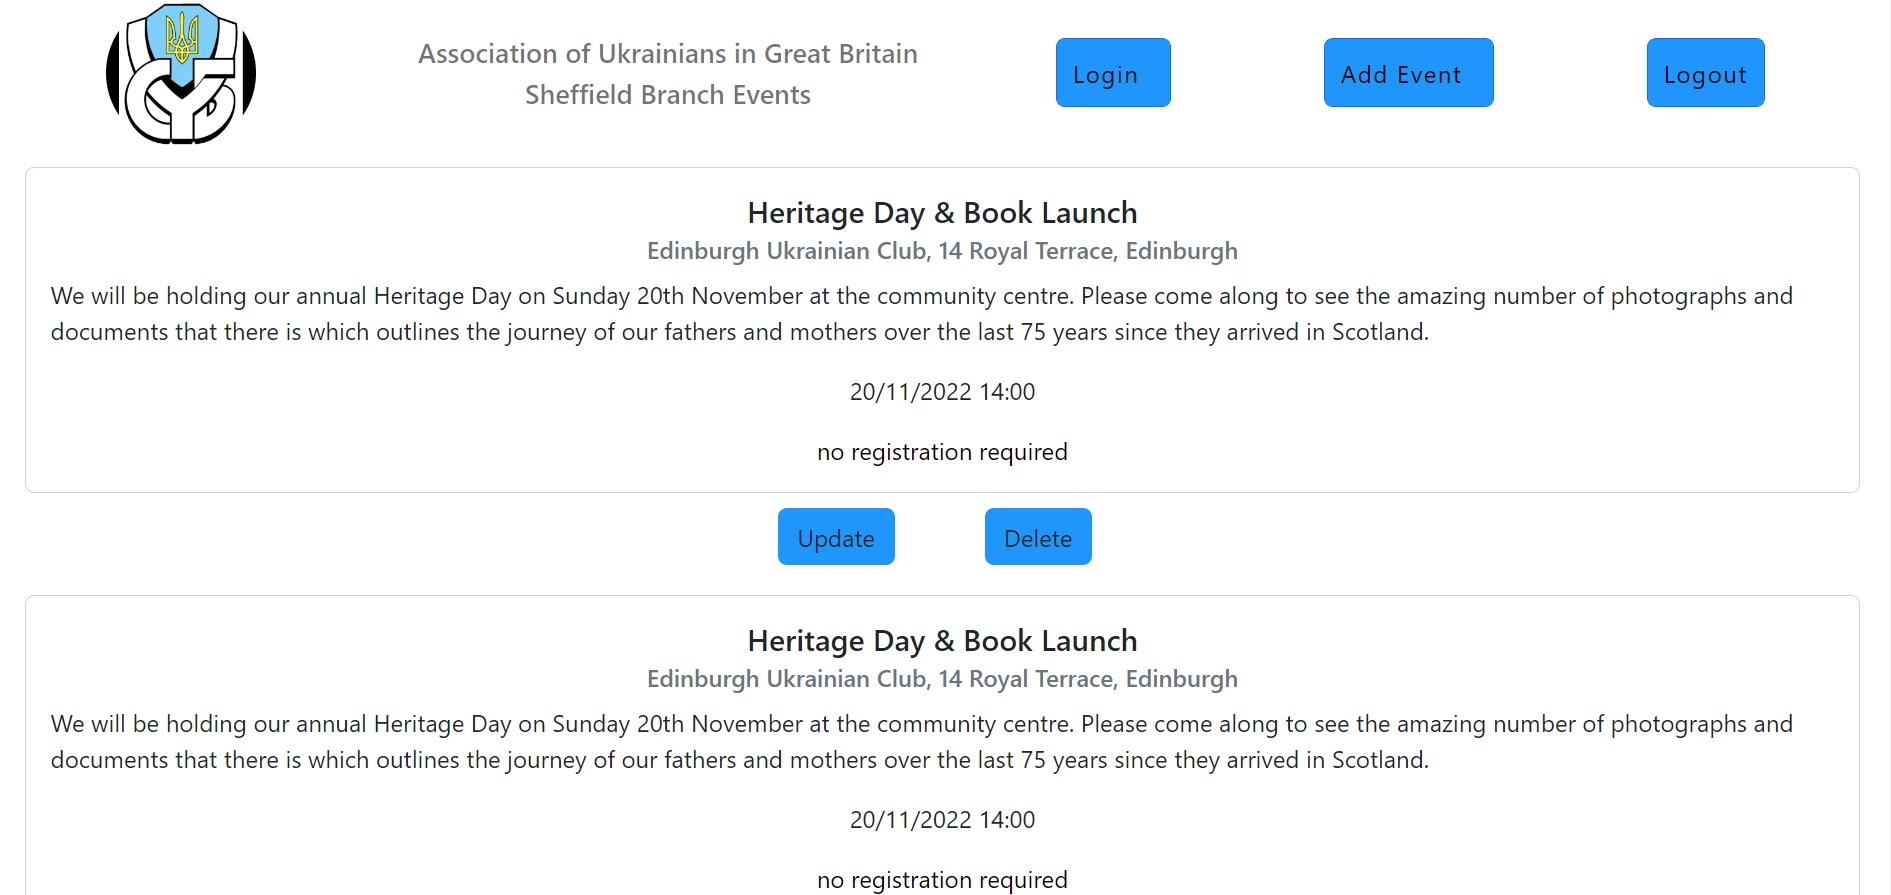 Association of Ukrainians in Great Britain
Sheffield Branch Events
Login
Add Event
Logout
Heritage Day & Book Launch
Edinburgh Ukrainian Club, 14 Royal Terrace, Edinburgh
We will be holding our annual Heritage Day on Sunday 20th November at the community centre. Please come along to see the amazing number of photographs and
documents that there is which outlines the journey of our fathers and mothers over the last 75 years since they arrived in Scotland.
20/11/2022 14:00
no registration required
Update
Delete
Heritage Day & Book Launch
Edinburgh Ukrainian Club, 14 Royal Terrace, Edinburgh
We will be holding our annual Heritage Day on Sunday 20th November at the community centre. Please come along to see the amazing number of photographs and
documents that there is which outlines the journey of our fathers and mothers over the last 75 years since they arrived in Scotland.
20/11/2022 14:00
no registration required